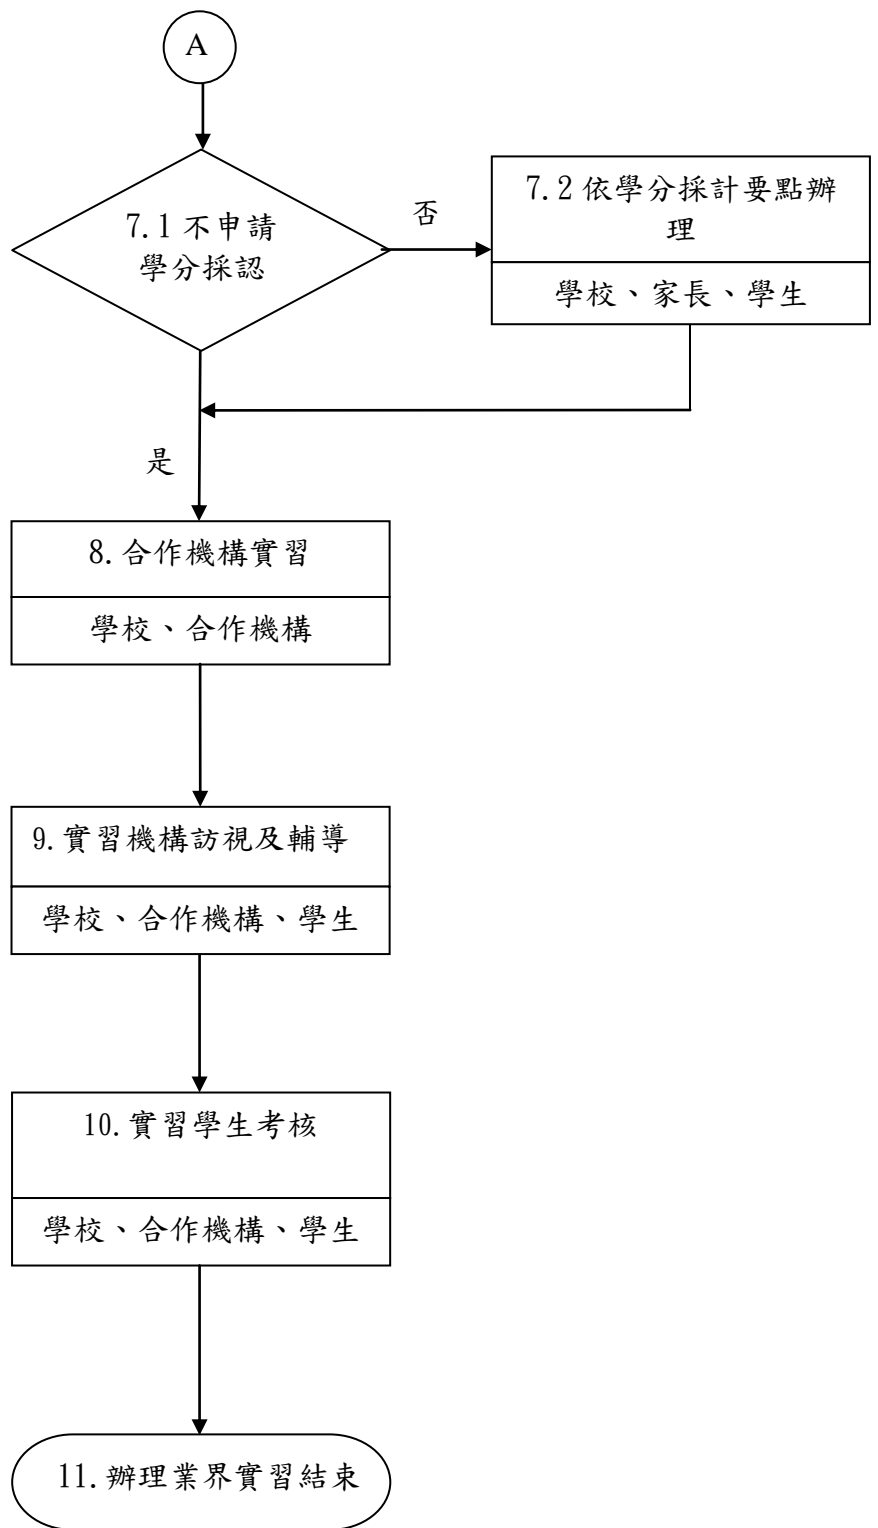 A
7.1 不申請
學分採認
否
7.2 依學分採計要點辦
理
學校、家長、學生
是
8.合作機構實習
學校、合作機構
9.實習機構訪視及輔導
學校、合作機構、學生
10.實習學生考核
學校、合作機構、學生
11.辦理業界實習結束